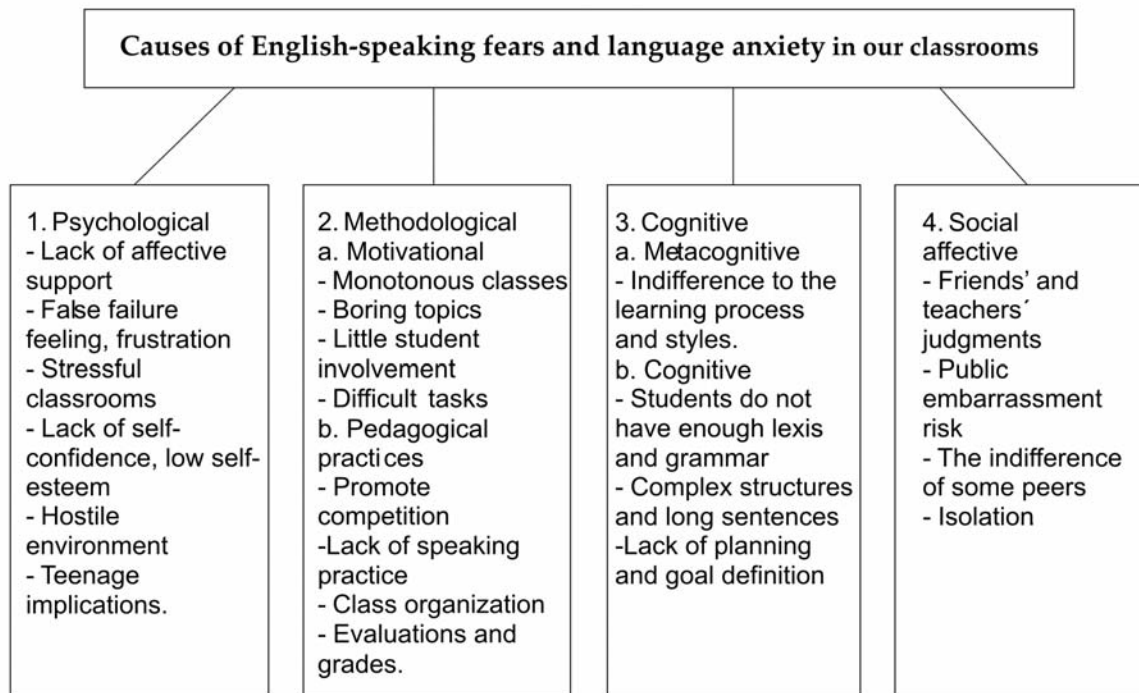 Causes of English-speaking fears and language anxiety in our classrooms
1. Psychological
- Lack of affective
support
- False failure
feeling, frustration
- Stressful
classrooms
- Lack of self-
confidence, low self-
esteem
- Hostile
environment
- Teenage
implications.
2. Methodological
a. Motivational
- Monotonous classes
- Boring topics
- Little student
involvement
- Difficult tasks
b. Pedagogical
practices
- Promote
competition
-Lack of speaking
practice
- Class organization
- Evaluations and
grades.
3. Cognitive
a. Metacognitive
- Indifference to the
learning process
and styles.
b. Cognitive
- Students do not
have enough lexis
and grammar
- Complex structures
and long sentences
-Lack of planning
and goal definition
4. Social
affective
- Friends’ and
teachers´
judgments
- Public
embarrassment
risk
- The indifference
of some peers
- Isolation